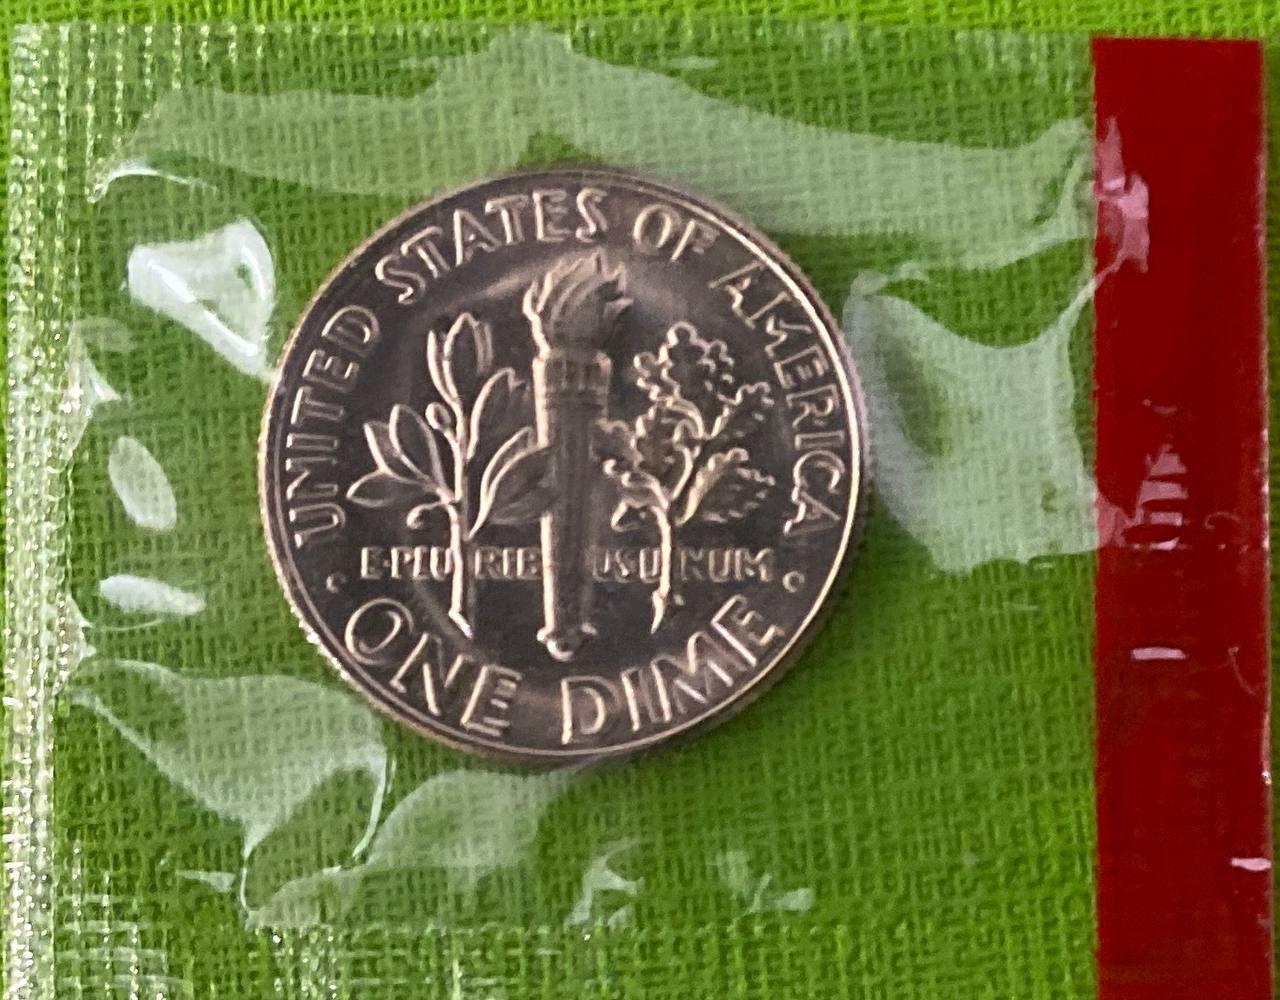 UNITED STATES OF AMERICA
E·PLURIBUS UNUM
· ONE DIME ·